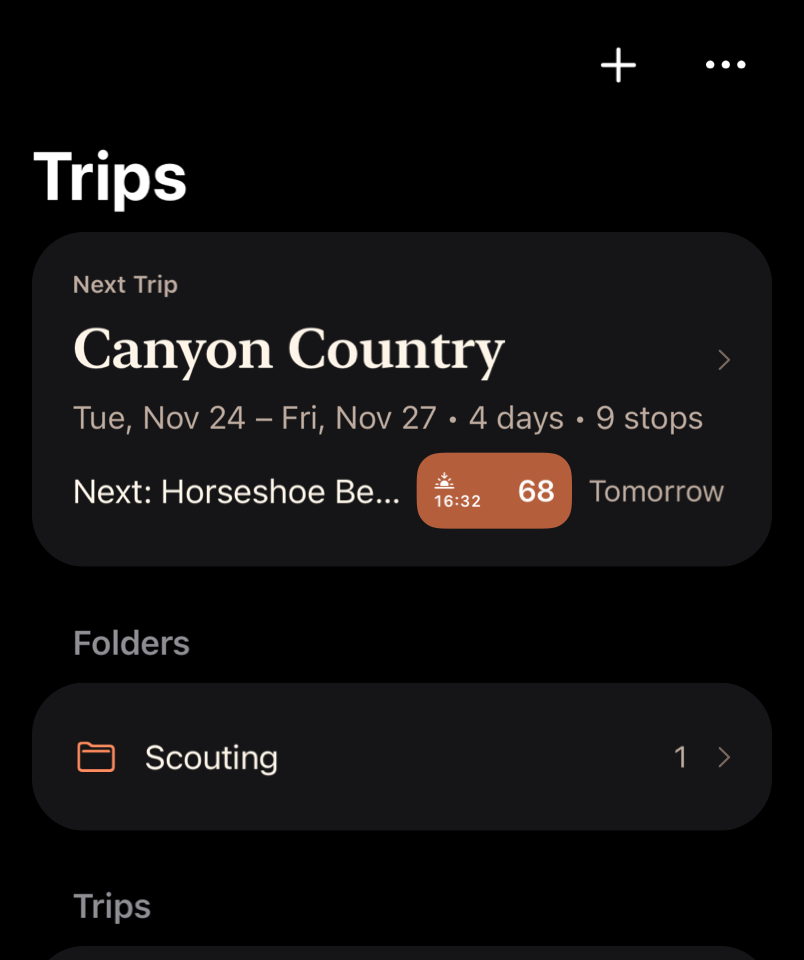 Trips
Next Trip
Canyon Country
Tue, Nov 24 – Fri, Nov 27 • 4 days • 9 stops
Next: Horseshoe Be... 16:32 68 Tomorrow
Folders
Scouting 1
Trips